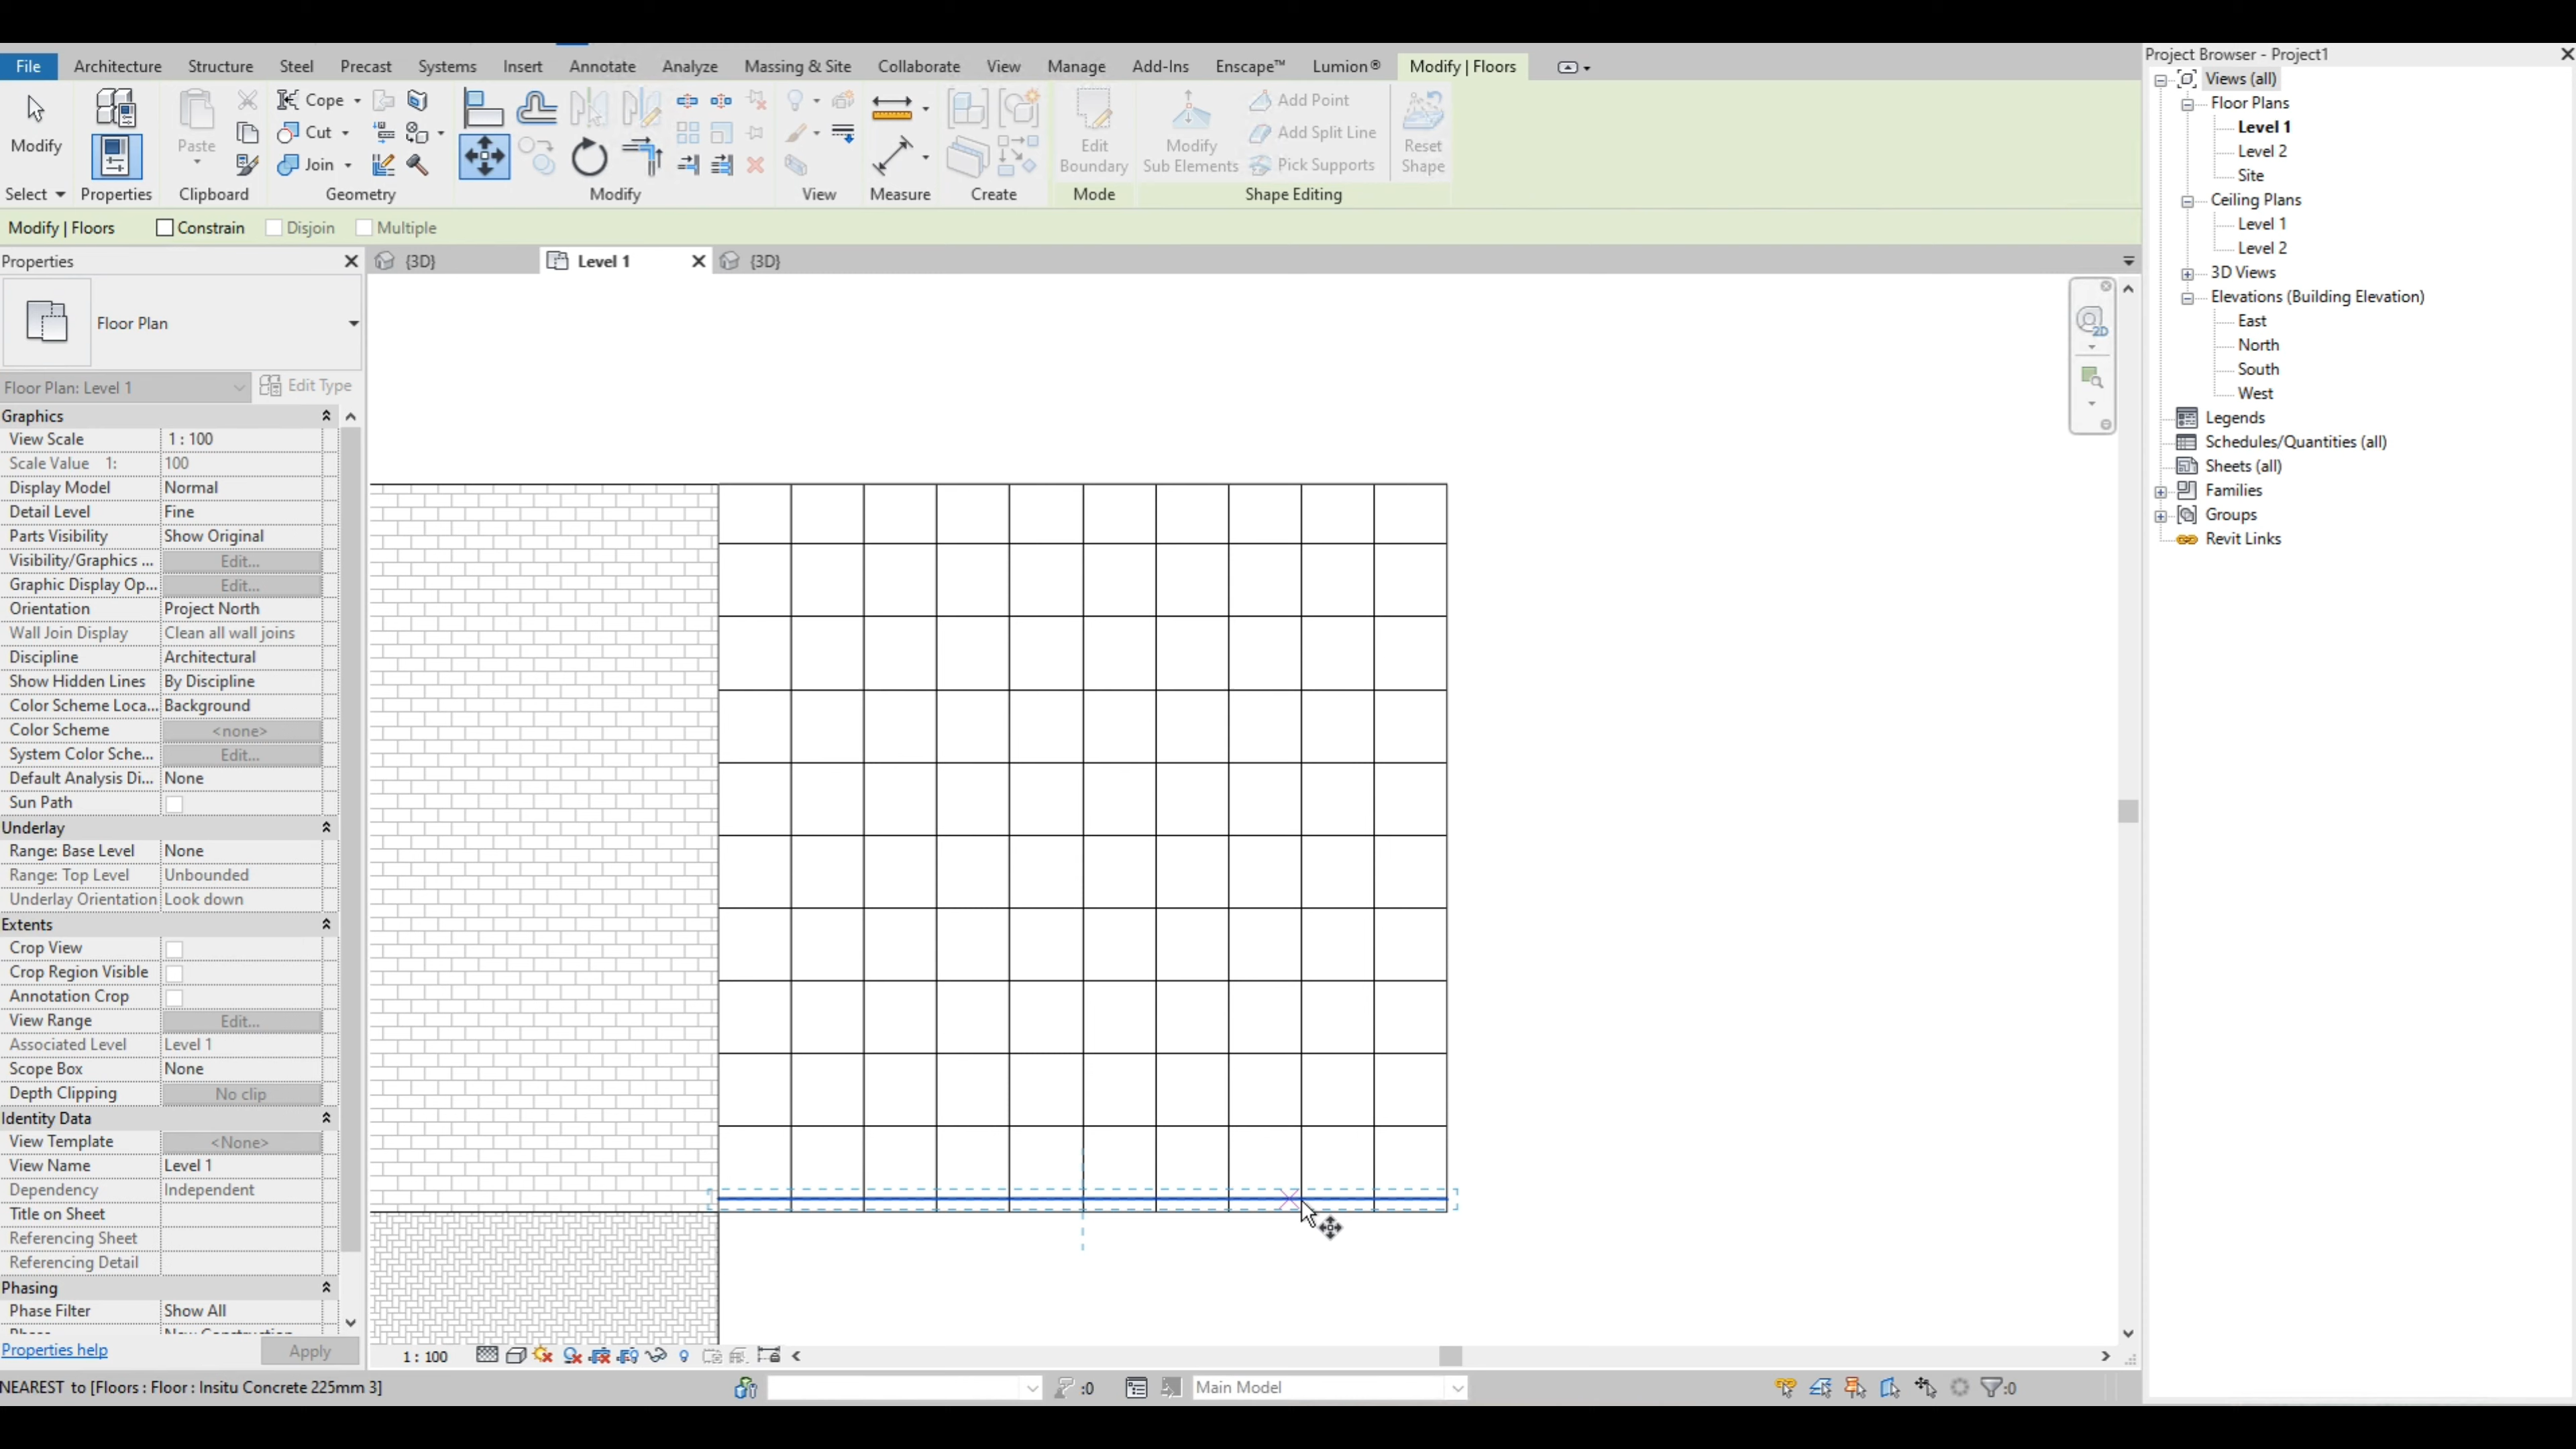 Project Browser - Project1
File Architecture Structure Steel Precast Systems Insert Annotate Analyze Massing & Site Collaborate View Manage Add-Ins Enscape™ Lumion® Modify | Floors
Modify
Paste
Cope
Cut
Join
Edit Boundary
Modify Sub Elements
Add Point
Add Split Line
Pick Supports
Reset Shape
Select Properties Clipboard Geometry Modify View Measure Create Mode Shape Editing
Modify | Floors Constrain Disjoin Multiple
Properties
{3D} Level 1 {3D}
Floor Plan
Floor Plan: Level 1 Edit Type
Graphics
View Scale 1 : 100
Scale Value 1: 100
Display Model Normal
Detail Level Fine
Parts Visibility Show Original
Visibility/Graphics ... Edit...
Graphic Display Op... Edit...
Orientation Project North
Wall Join Display Clean all wall joins
Discipline Architectural
Show Hidden Lines By Discipline
Color Scheme Loca... Background
Color Scheme <none>
System Color Sche... Edit...
Default Analysis Di... None
Sun Path
Underlay
Range: Base Level None
Range: Top Level Unbounded
Underlay Orientation Look down
Extents
Crop View
Crop Region Visible
Annotation Crop
View Range Edit...
Associated Level Level 1
Scope Box None
Depth Clipping No clip
Identity Data
View Template <None>
View Name Level 1
Dependency Independent
Title on Sheet
Referencing Sheet
Referencing Detail
Phasing
Phase Filter Show All
Properties help Apply
2D
1 : 100
NEAREST to [Floors : Floor : Insitu Concrete 225mm 3]
:0
Main Model
:0
Views (all)
Floor Plans
Level 1
Level 2
Site
Ceiling Plans
Level 1
Level 2
3D Views
Elevations (Building Elevation)
East
North
South
West
Legends
Schedules/Quantities (all)
Sheets (all)
Families
Groups
Revit Links